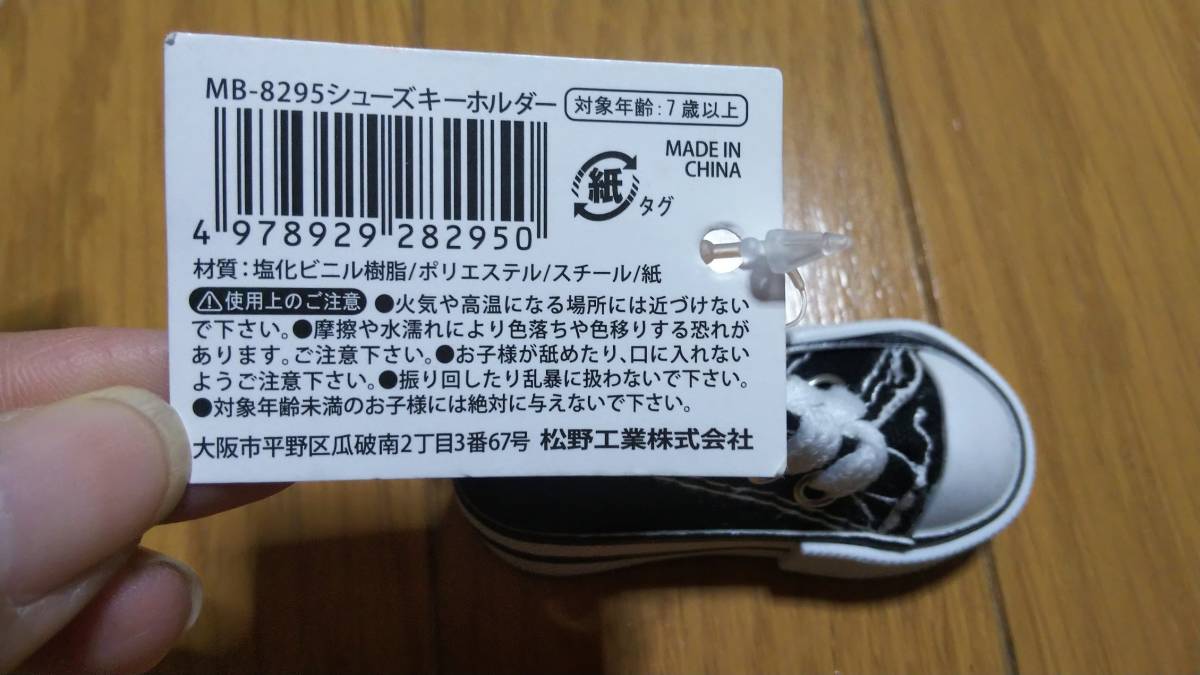 MB-8295シューズキーホルダー
対象年齢:7歳以上
MADE IN
CHINA
紙
タグ
4 978929 282950
材質:塩化ビニル樹脂/ポリエステル/スチール/紙
使用上のご注意 ●火気や高温になる場所には近づけない
で下さい。●摩擦や水濡れにより色落ちや色移りする恐れが
あります。ご注意下さい。●お子様が舐めたり、口に入れない
ようご注意下さい。●振り回したり乱暴に扱わないで下さい。
●対象年齢未満のお子様には絶対に与えないで下さい。
大阪市平野区瓜破南2丁目3番67号 松野工業株式会社